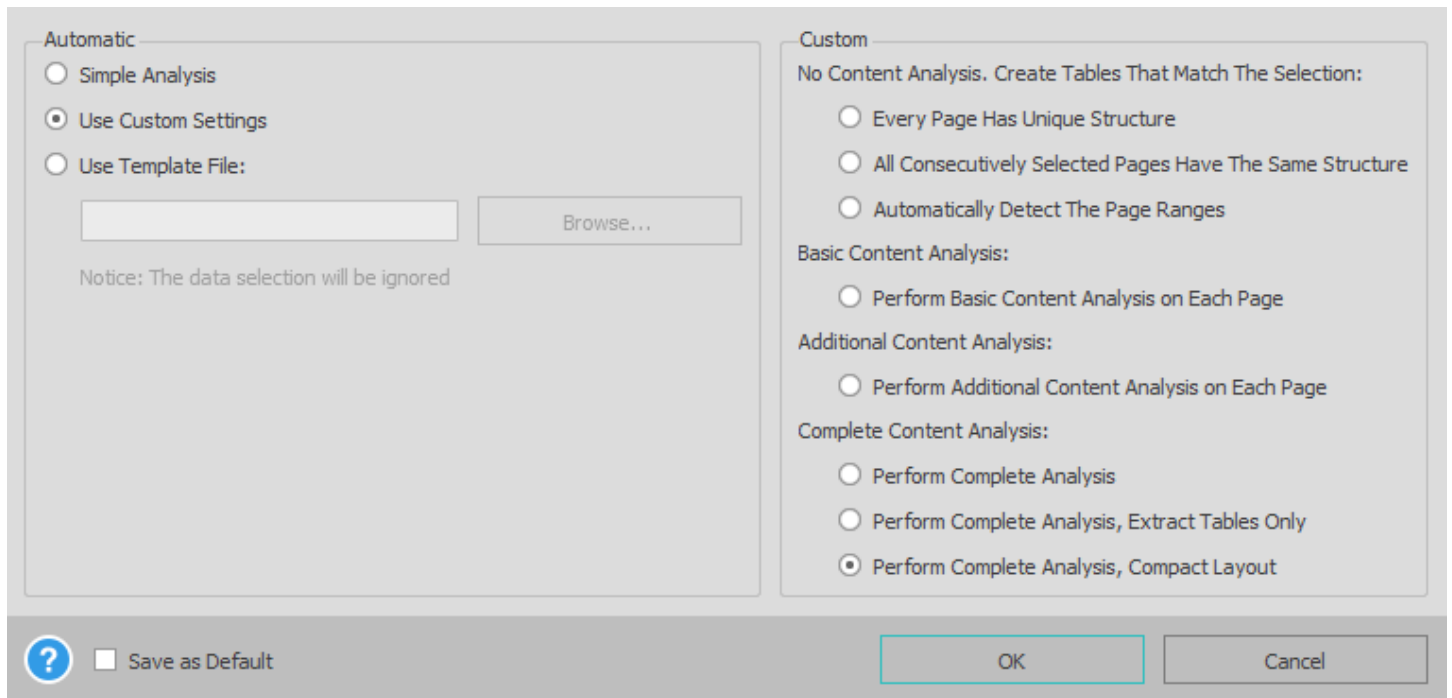 Automatic
Simple Analysis
Use Custom Settings
Use Template File:
Browse...
Notice: The data selection will be ignored
Custom
No Content Analysis. Create Tables That Match The Selection:
Every Page Has Unique Structure
All Consecutively Selected Pages Have The Same Structure
Automatically Detect The Page Ranges
Basic Content Analysis:
Perform Basic Content Analysis on Each Page
Additional Content Analysis:
Perform Additional Content Analysis on Each Page
Complete Content Analysis:
Perform Complete Analysis
Perform Complete Analysis, Extract Tables Only
Perform Complete Analysis, Compact Layout
?
Save as Default
OK
Cancel